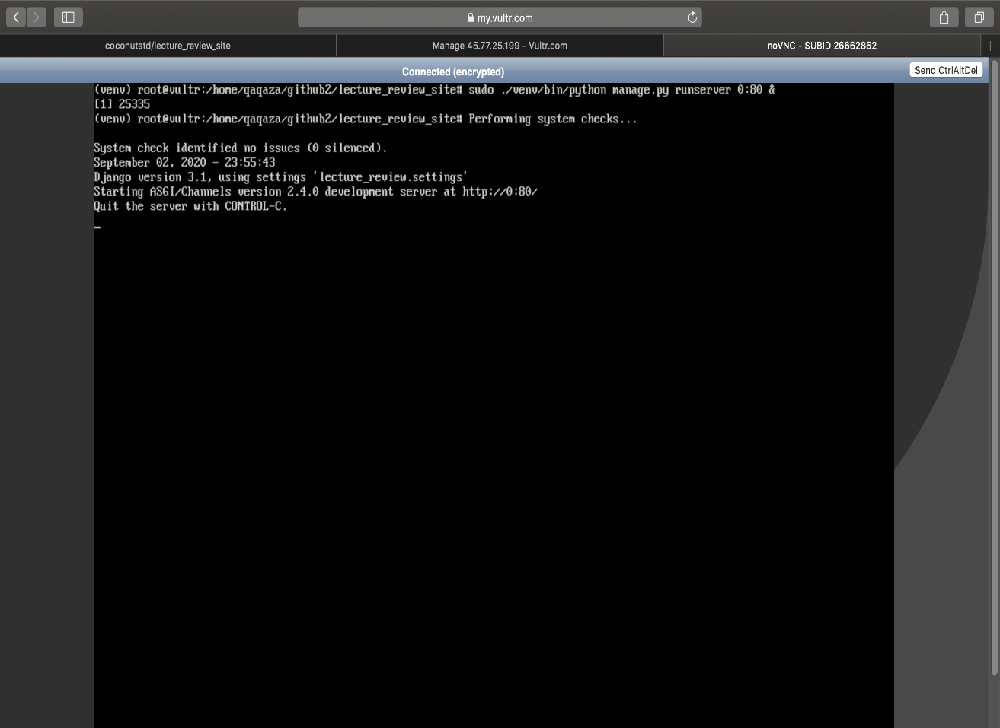 my.vultr.com
coconutstd/lecture_review_site
Manage 45.77.25.199 - Vultr.com
noVNC - SUBID 26662862
Connected (encrypted)
Send CtrlAltDel
(venv) root@vultr:/home/qaqaza/github2/lecture_review_site# sudo ./venv/bin/python manage.py runserver 0:80 &
[1] 25335
(venv) root@vultr:/home/qaqaza/github2/lecture_review_site# Performing system checks...
System check identified no issues (0 silenced).
September 02, 2020 - 23:55:43
Django version 3.1, using settings 'lecture_review.settings'
Starting ASGI/Channels version 2.4.0 development server at http://0:80/
Quit the server with CONTROL-C.